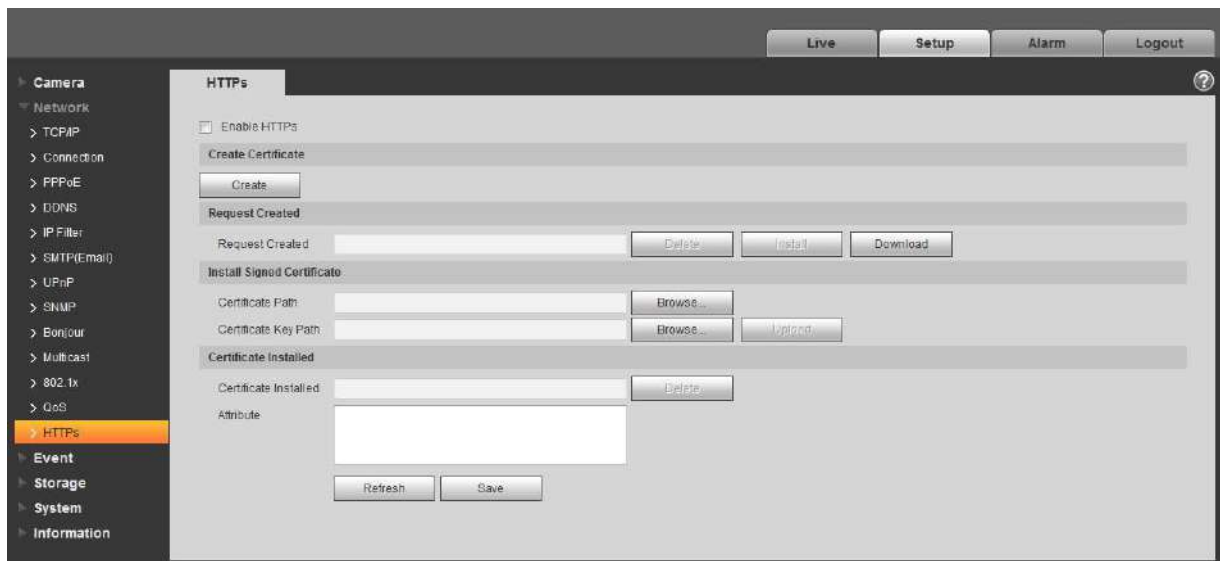 Live Setup Alarm Logout
Camera
Network
> TCP/IP
> Connection
> PPPoE
> DDNS
> IP Filter
> SMTP(Email)
> UPnP
> SNMP
> Bonjour
> Multicast
> 802.1x
> QoS
> HTTPs
Event
Storage
System
Information
HTTPs
?
Enable HTTPs
Create Certificate
Create
Request Created
Request Created Delete Install Download
Install Signed Certificate
Certificate Path Browse...
Certificate Key Path Browse... Upload
Certificate Installed
Certificate Installed Delete
Attribute
Refresh Save